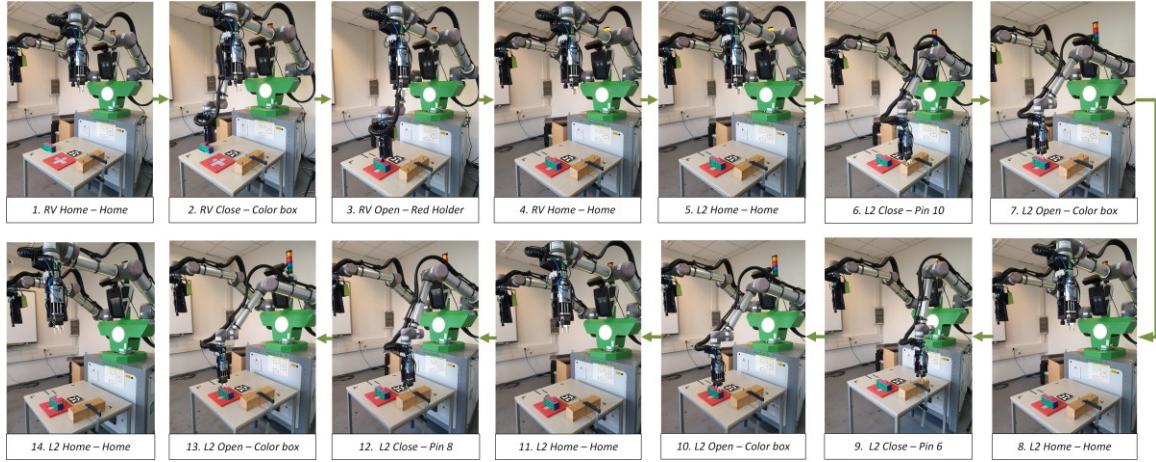 1. RV Home – Home
2. RV Close – Color box
3. RV Open – Red Holder
4. RV Home – Home
5. L2 Home – Home
6. L2 Close – Pin 10
7. L2 Open – Color box
14. L2 Home – Home
13. L2 Open – Color box
12. L2 Close – Pin 8
11. L2 Home – Home
10. L2 Open – Color box
9. L2 Close – Pin 6
8. L2 Home – Home